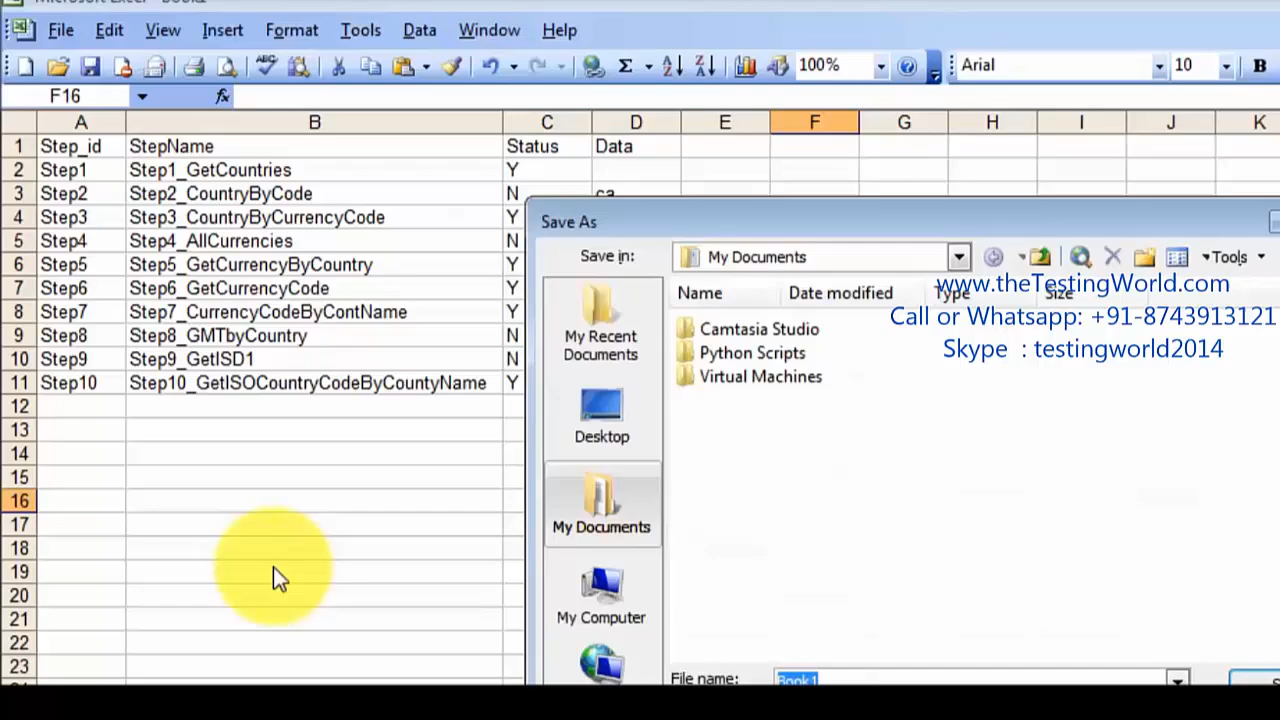 Microsoft Excel - Book1
File Edit View Insert Format Tools Data Window Help
100% Arial 10 B
F16 fx
A B C D E F G H I J K
1 Step_id StepName Status Data
2 Step1 Step1_GetCountries Y
3 Step2 Step2_CountryByCode N ca
4 Step3 Step3_CountryByCurrencyCode Y
5 Step4 Step4_AllCurrencies N
6 Step5 Step5_GetCurrencyByCountry Y
7 Step6 Step6_GetCurrencyCode Y
8 Step7 Step7_CurrencyCodeByContName Y
9 Step8 Step8_GMTbyCountry N
10 Step9 Step9_GetISD1 N
11 Step10 Step10_GetISOCountryCodeByCountyName Y
12
13
14
15
16
17
18
19
20
21
22
23
Save As
Save in: My Documents Tools
Name Date modified Type Size
Camtasia Studio
Python Scripts
Virtual Machines
My Recent
Documents
Desktop
My Documents
My Computer
File name: Book1
www.theTestingWorld.com
Call or Whatsapp: +91-8743913121
Skype : testingworld2014